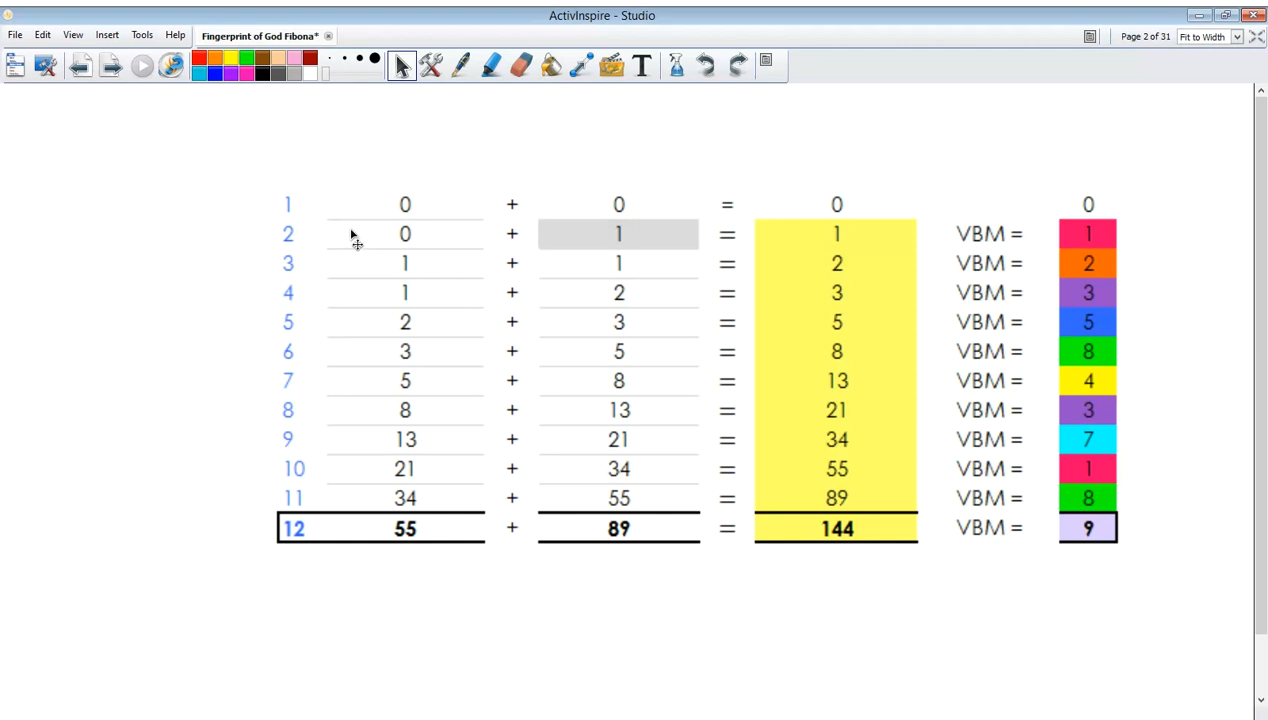 ActivInspire - Studio
File Edit View Insert Tools Help Fingerprint of God Fibona* Page 2 of 31 Fit to Width
T
1 0 + 0 = 0 0
2 0 + 1 = 1 VBM = 1
3 1 + 1 = 2 VBM = 2
4 1 + 2 = 3 VBM = 3
5 2 + 3 = 5 VBM = 5
6 3 + 5 = 8 VBM = 8
7 5 + 8 = 13 VBM = 4
8 8 + 13 = 21 VBM = 3
9 13 + 21 = 34 VBM = 7
10 21 + 34 = 55 VBM = 1
11 34 + 55 = 89 VBM = 8
12 55 + 89 = 144 VBM = 9